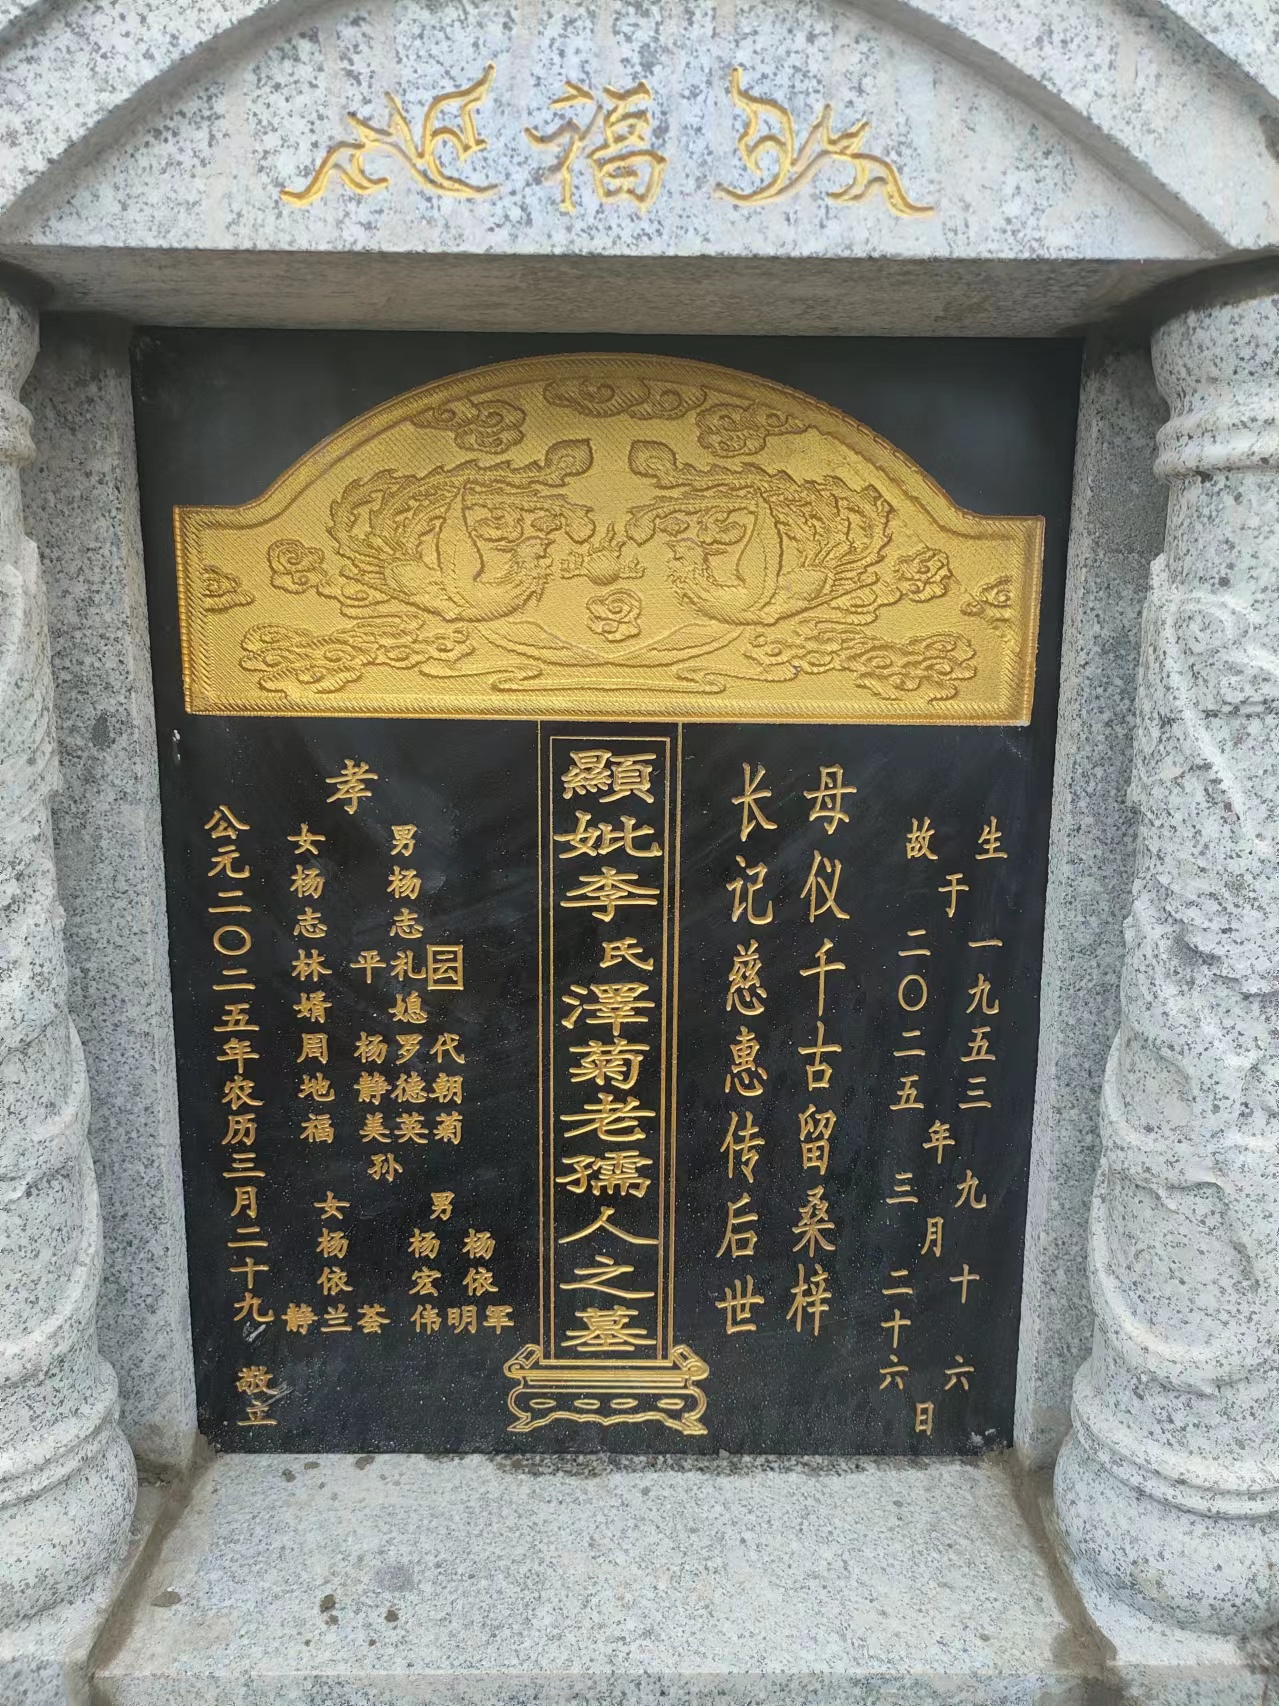 福
生于一九五三年九月十六日
故于二〇二五年三月二十六日
母仪千古留桑梓
长记慈惠传后世
顯妣李氏澤菊老孺人之墓
孝
男杨志云代朝菊
礼媳罗德英
平 杨静美
女杨志林婿周地福
孙
男杨依军
明
杨宏伟
女杨依荟
兰
静
公元二〇二五年农历三月二十九 敬立